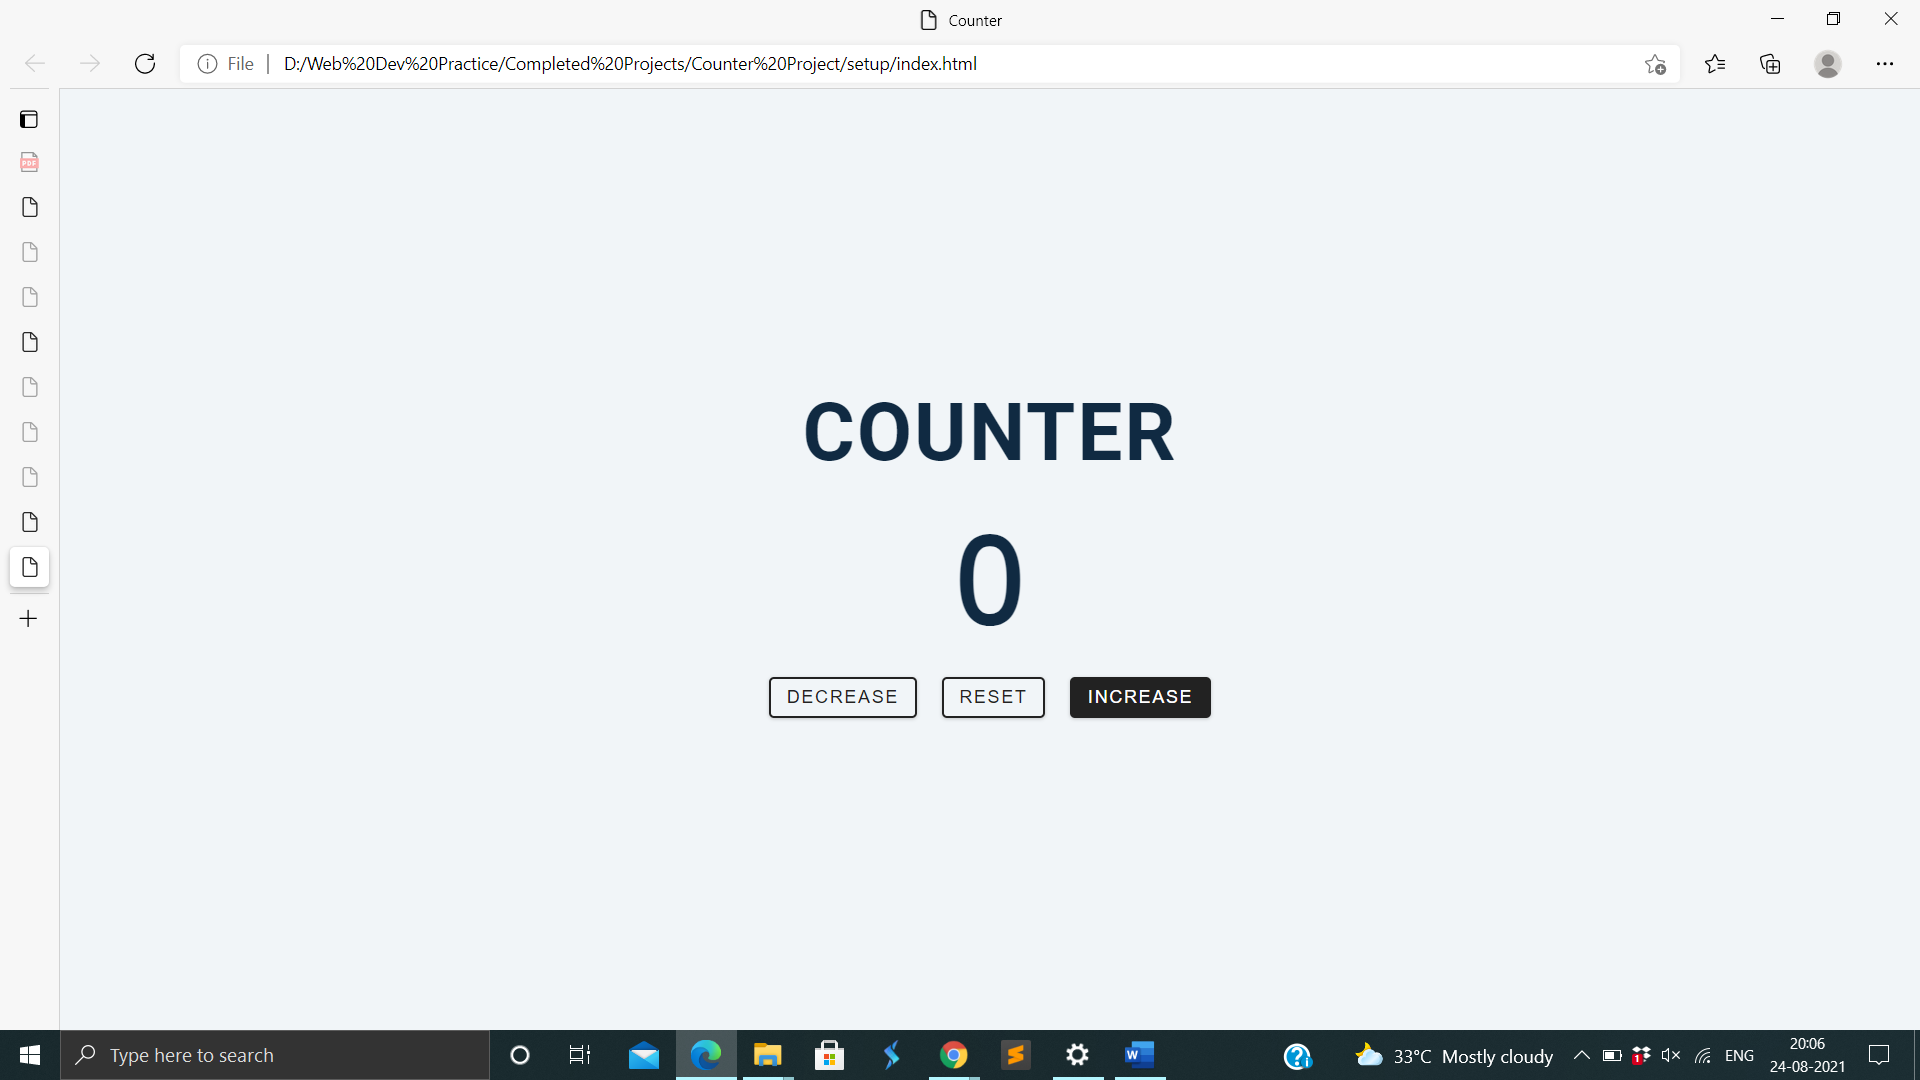 Counter
File D:/Web%20Dev%20Practice/Completed%20Projects/Counter%20Project/setup/index.html
PDF
COUNTER
0
DECREASE RESET INCREASE
Type here to search
33°C Mostly cloudy
ENG
20:06
24-08-2021